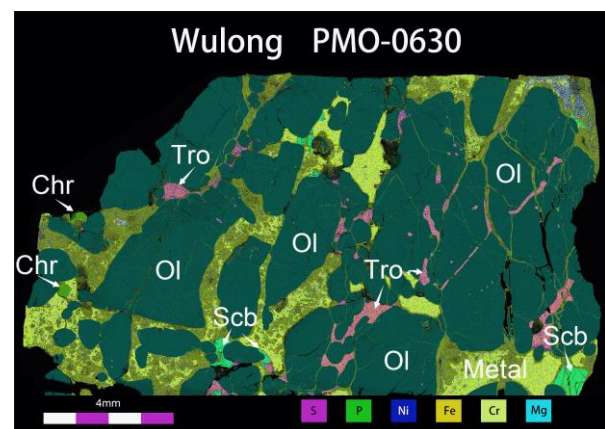 Wulong PMO-0630
Tro
Chr
Ol
Ol
Chr
Ol
Tro
Scb
Scb
Ol
Metal
4mm
S P Ni Fe Cr Mg